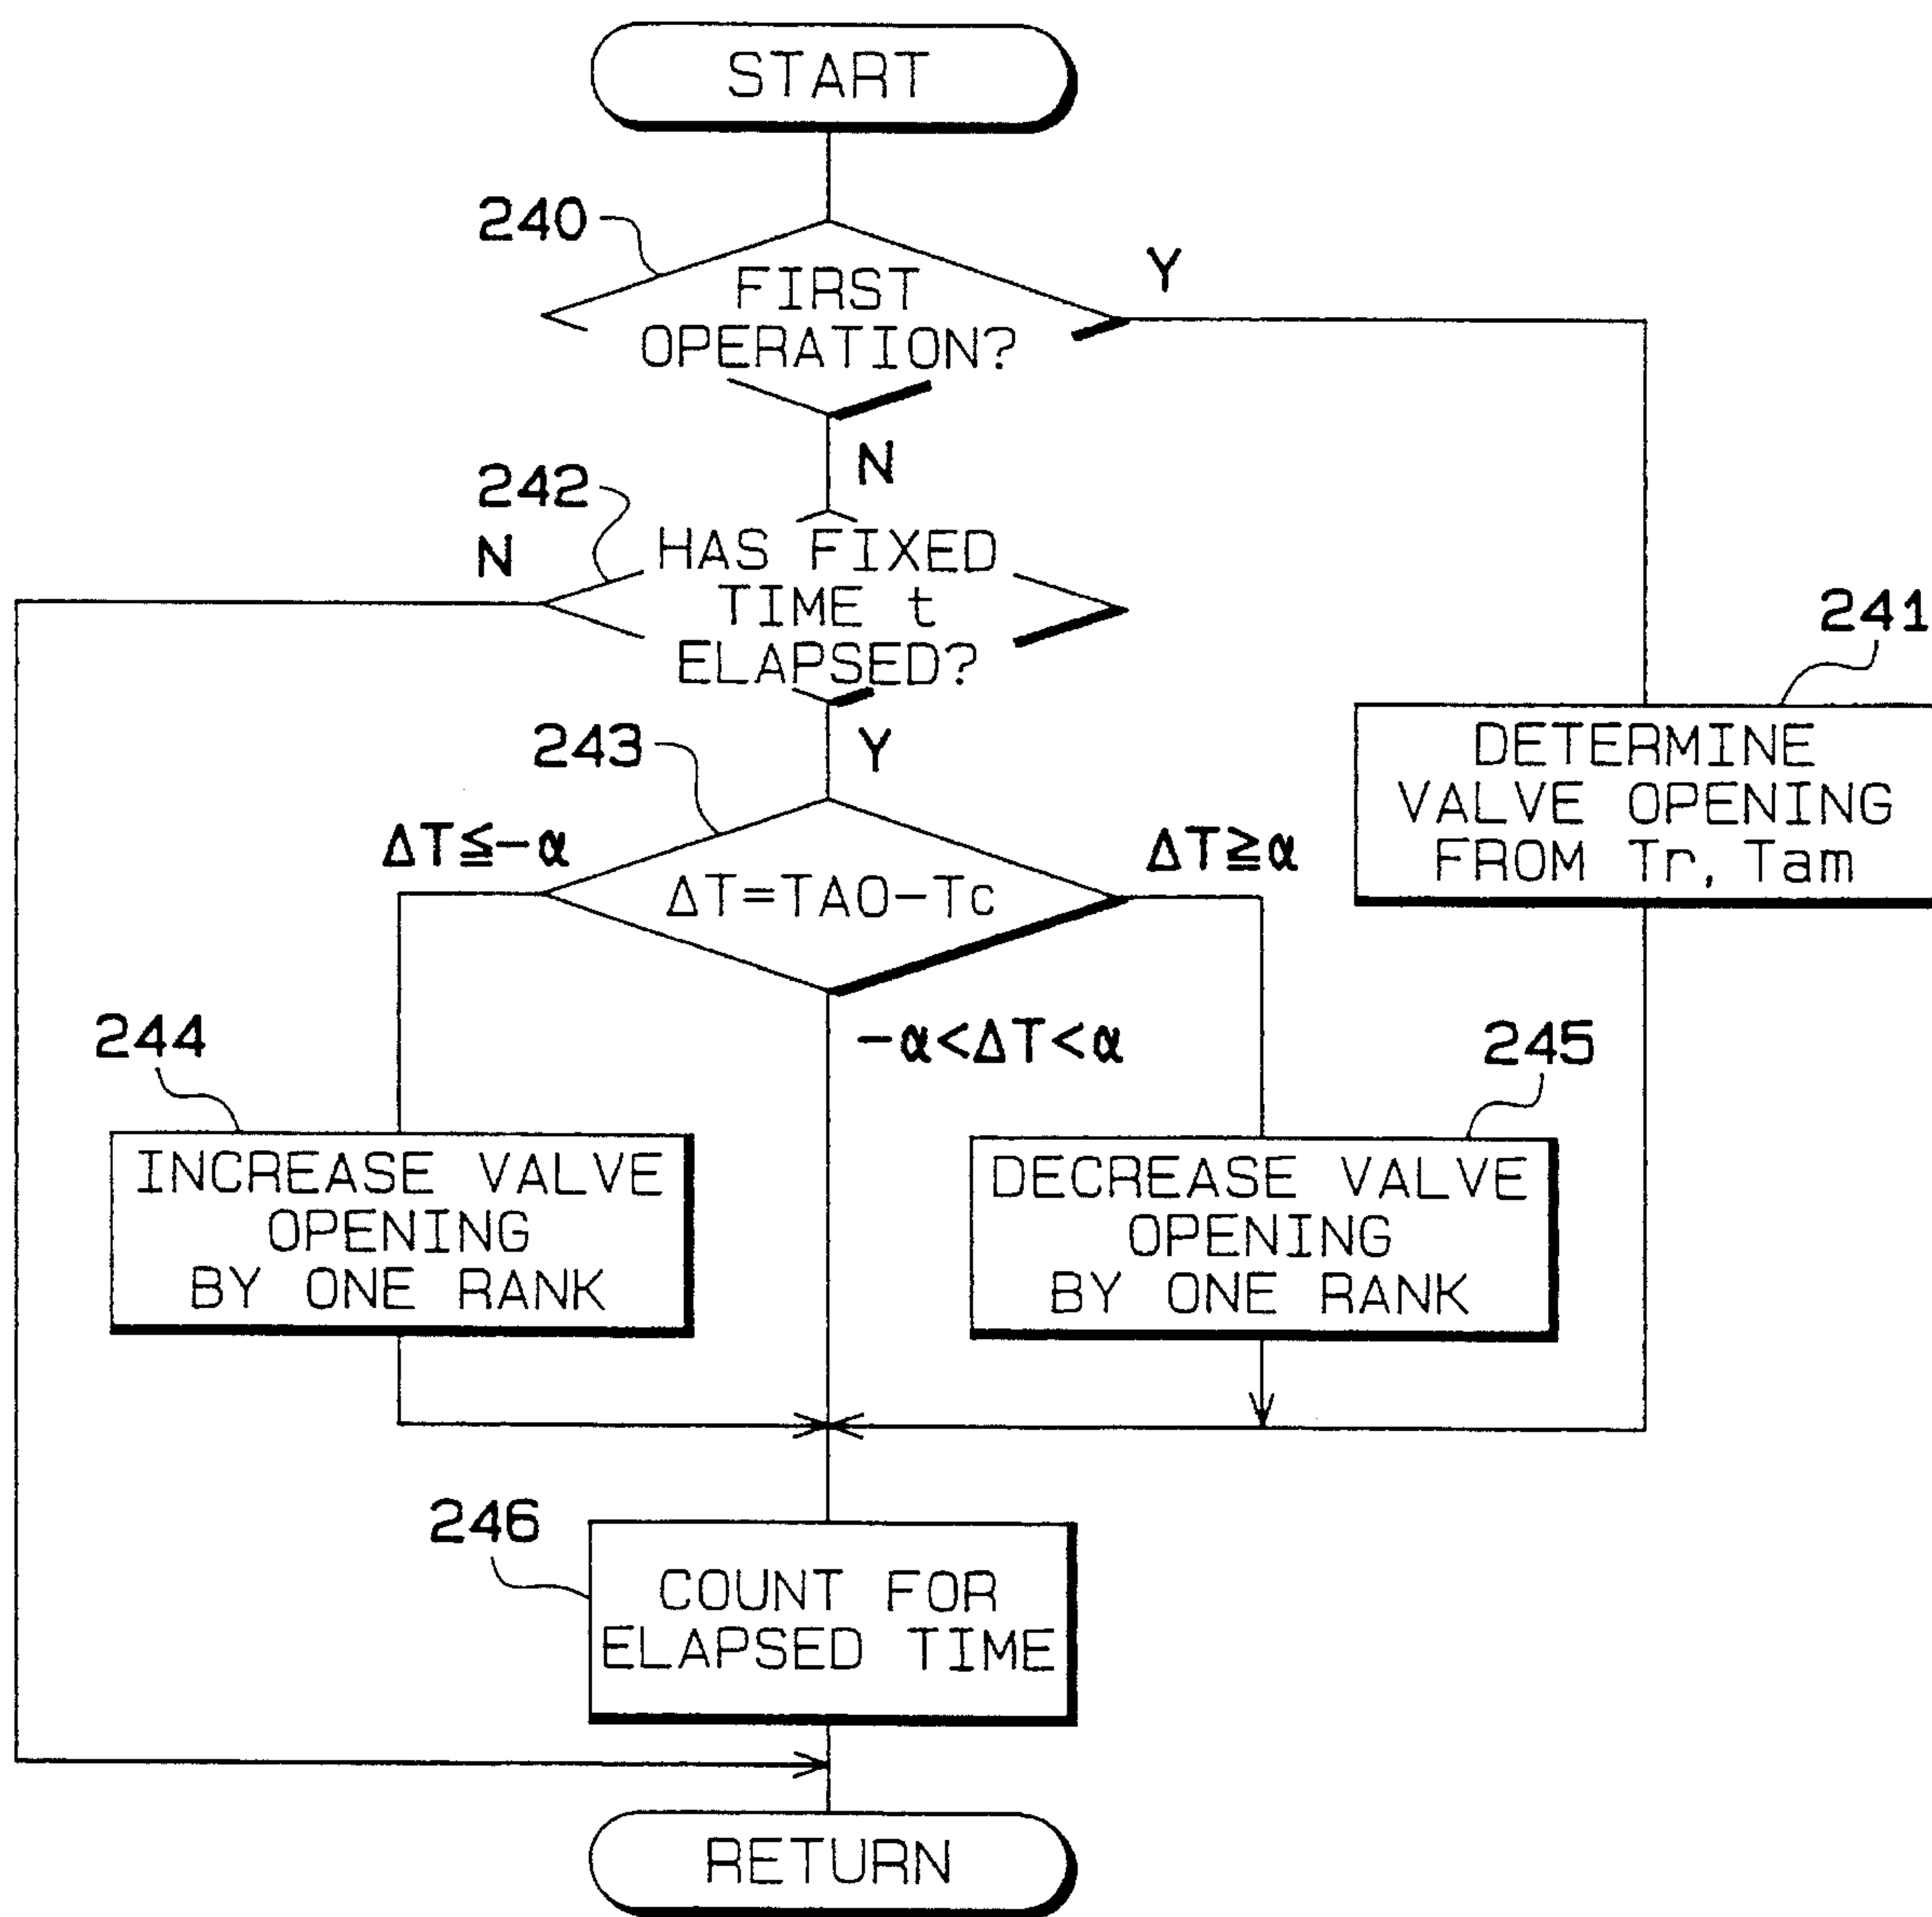 START
240
FIRST
OPERATION?
Y
N
242
N
HAS FIXED
TIME t
ELAPSED?
Y
241
DETERMINE
VALVE OPENING
FROM Tr, Tam
243
ΔT≦-α
ΔT=TAO-Tc
ΔT≧α
-α<ΔT<α
244
INCREASE VALVE
OPENING
BY ONE RANK
245
DECREASE VALVE
OPENING
BY ONE RANK
246
COUNT FOR
ELAPSED TIME
RETURN